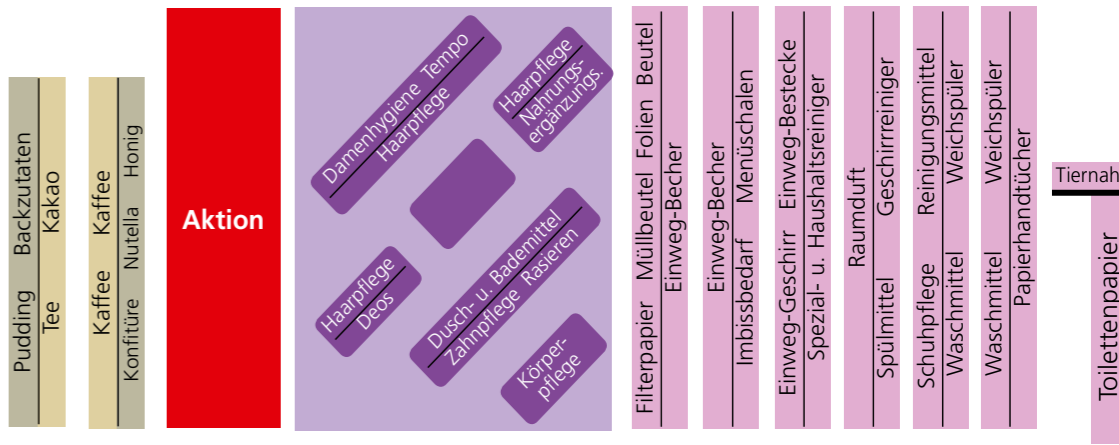 Pudding Backzutaten
Tee Kakao
Kaffee Kaffee
Konfitüre Nutella Honig
Aktion
Damenhygiene Tempo
Haarpflege
Haarpflege
Nahrungs-
ergänzungs.
Haarpflege
Deos
Dusch- u. Bademittel
Zahnpflege Rasieren
Körper-
pflege
Filterpapier Müllbeutel Folien Beutel
Einweg-Becher
Einweg-Becher
Imbissbedarf Menüschalen
Einweg-Geschirr Einweg-Bestecke
Spezial- u. Haushaltsreiniger
Raumduft
Spülmittel Geschirrreiniger
Schuhpflege Reinigungsmittel
Waschmittel Weichspüler
Waschmittel Weichspüler
Papierhandtücher
Tiernah
Toilettenpapier